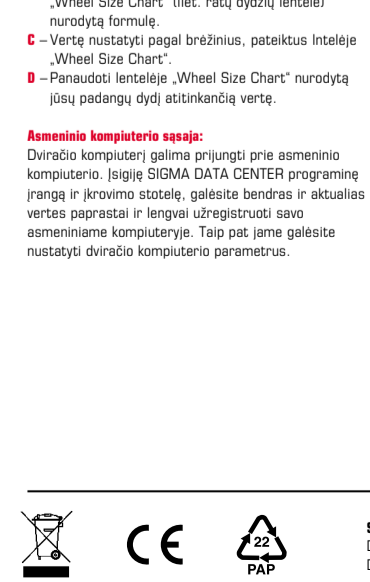 „Wheel Size Chart“ (liet. ratų dydžių lentelė)
nurodytą formulę.
C – Vertę nustatyti pagal brėžinius, pateiktus Intelėje
„Wheel Size Chart“.
D – Panaudoti lentelėje „Wheel Size Chart“ nurodytą
jūsų padangų dydį atitinkančią vertę.
Asmeninio kompiuterio sąsaja:
Dviračio kompiuterį galima prijungti prie asmeninio
kompiuterio. Įsigiję SIGMA DATA CENTER programinę
įrangą ir įkrovimo stotelę, galėsite bendras ir aktualias
vertes paprastai ir lengvai užregistruoti savo
asmeniniame kompiuteryje. Taip pat jame galėsite
nustatyti dviračio kompiuterio parametrus.
CE
22
PAP